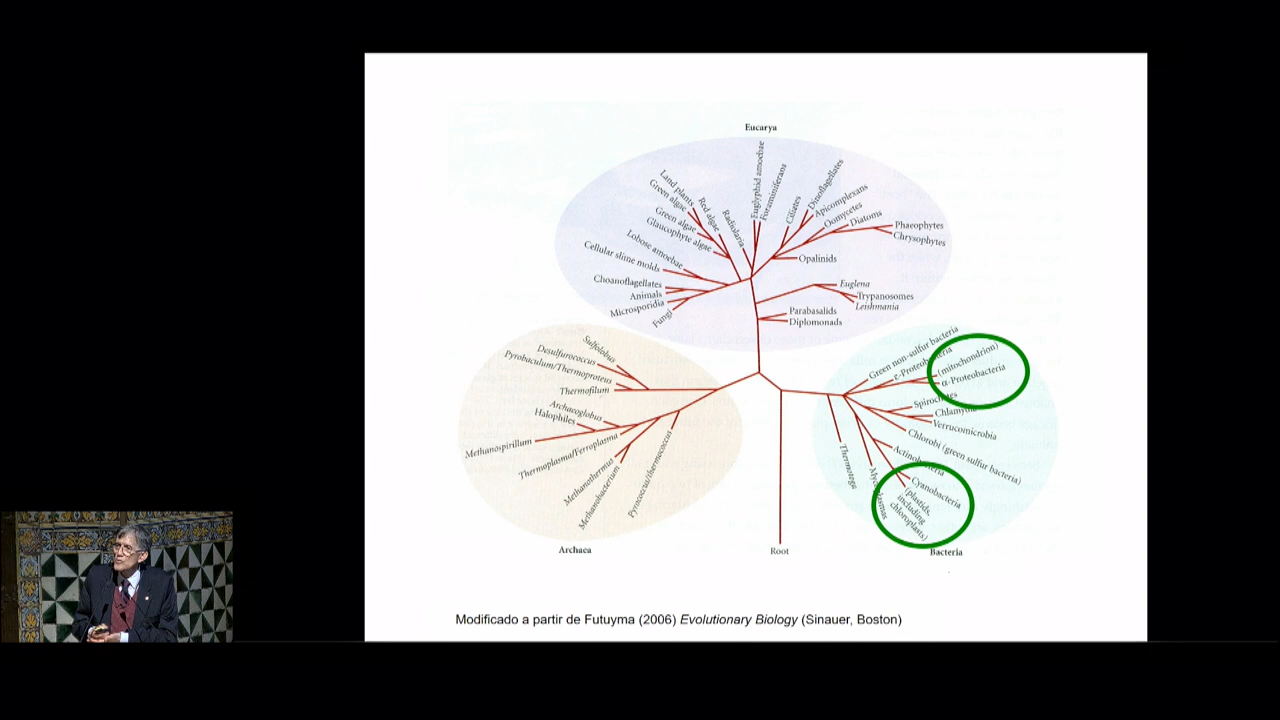 Eucarya
Land plants
Green algae
Green algae
Glaucophyte algae
Red algae
Radiolaria
Euglyphid amoebae
Foraminiferans
Ciliates
Dinoflagellates
Apicomplexans
Oomycetes
Diatoms
Phaeophytes
Chrysophytes
Opalinids
Lobose amoebae
Cellular slime molds
Choanoflagellates
Animals
Microsporidia
Fungi
Euglena
Trypanosomes
Leishmania
Parabasalids
Diplomonads
Sulfolobus
Desulfurococcus
Pyrobaculum/Thermoproteus
Thermofilum
Archaeoglobus
Halophiles
Methanospirillum
Thermoplasma/Ferroplasma
Methanothermus
Methanobacterium
Pyrococcus/thermococcus
Archaea
Root
Green non-sulfur bacteria
ε-Proteobacteria
(mitochondrion)
α-Proteobacteria
Spirochetes
Chlamydia
Verrucomicrobia
Chlorobi (green sulfur bacteria)
Actinobacteria
Cyanobacteria
(plastids,
including
chloroplasts)
Mycoplasmas
Thermotoga
Bacteria
Modificado a partir de Futuyma (2006) Evolutionary Biology (Sinauer, Boston)